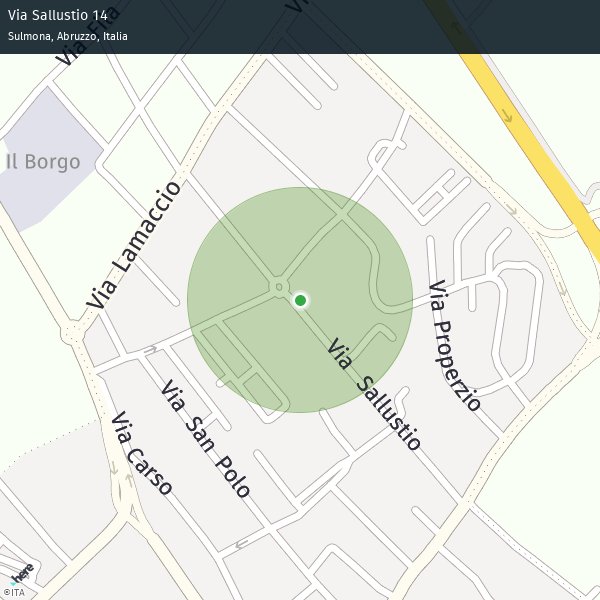 Via Sallustio 14
Sulmona, Abruzzo, Italia
Via Elia
Il Borgo
Via Lamaccio
Via Properzio
Via Sallustio
Via San Polo
Via Carso
here
©ITA